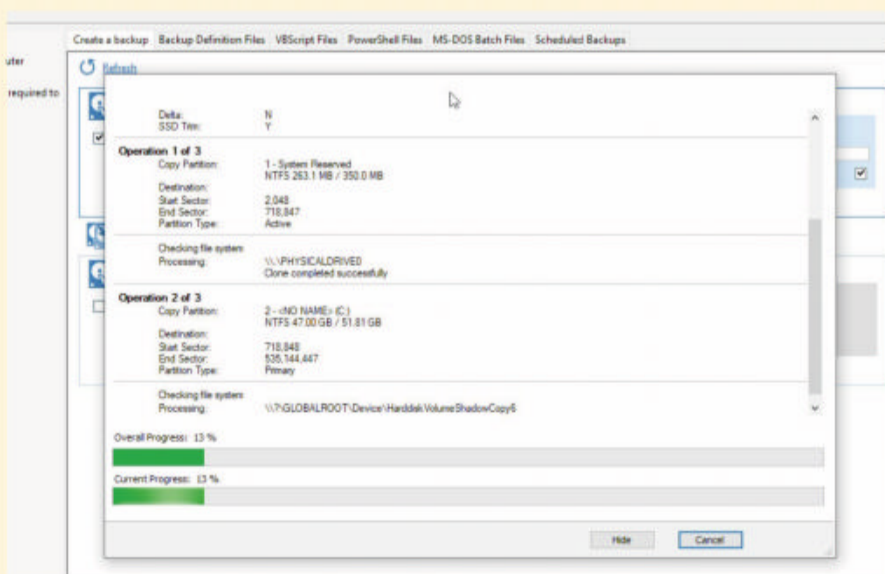 Create a backup Backup Definition Files VBScript Files PowerShell Files MS-DOS Batch Files Scheduled Backups
uter
Refresh
required to
Delta: N
SSD Trim: Y
Operation 1 of 3
Copy Partition: 1 - System Reserved
NTFS 263.1 MB / 350.0 MB
Destination:
Start Sector: 2,048
End Sector: 718,847
Partition Type: Active
Checking file system
Processing: \\.\PHYSICALDRIVE0
Clone completed successfully
Operation 2 of 3
Copy Partition: 2 - <NO NAME> (C:)
NTFS 47.00 GB / 51.81 GB
Destination:
Start Sector: 718,848
End Sector: 535,144,447
Partition Type: Primary
Checking file system
Processing: \\?\GLOBALROOT\Device\HarddiskVolumeShadowCopy6
Overall Progress: 13 %
Current Progress: 13 %
Hide Cancel